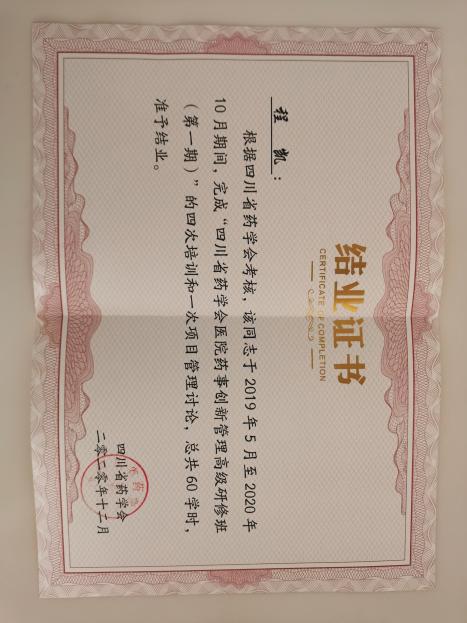 结业证书
CERTIFICATE OF COMPLETION
程凯：
根据四川省药学会考核，该同志于2019年5月至2020年
10月期间，完成“四川省药学会医院药事创新管理高级研修班
（第一期）”的四次培训和一次项目管理讨论，总共60学时，
准予结业。
四川省药学会
二零二零年十二月